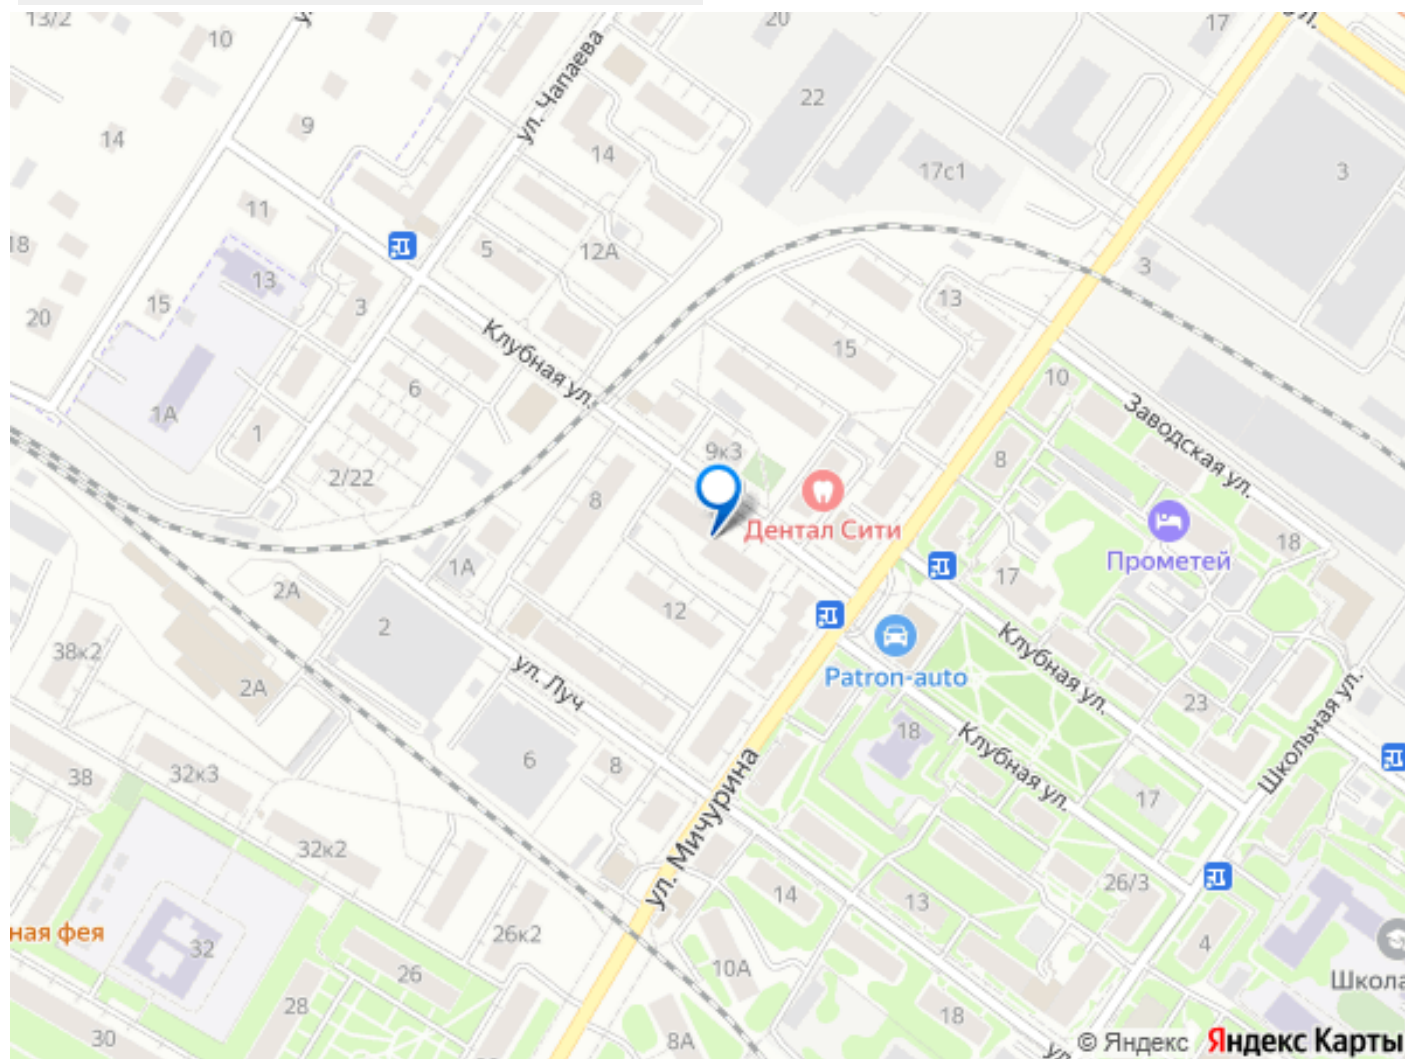 13/2
10
20
17
ул. Чапаева
22
9
14
14
17с1
3
11
18
5
12А
3
13
15
3
13
20
Клубная ул.
15
6
10
Заводская ул.
1А
1
9к3
8
2/22
8
Дентал Сити
18
Прометей
1А
17
2А
12
2
38к2
Клубная ул.
2А
ул. Луч
Patron-auto
23
18
Школьная ул.
Клубная ул.
6
8
38
32к3
17
ул. Мичурина
32к2
26/3
14
13
ная фея
26к2
32
4
10А
26
Школа
28
18
30
8А
© Яндекс
Яндекс Карты